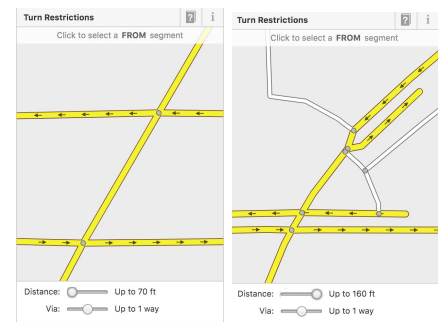 Turn Restrictions ? i
Click to select a FROM segment
Distance: Up to 70 ft
Via: Up to 1 way
Turn Restrictions ? i
Click to select a FROM segment
Distance: Up to 160 ft
Via: Up to 1 way